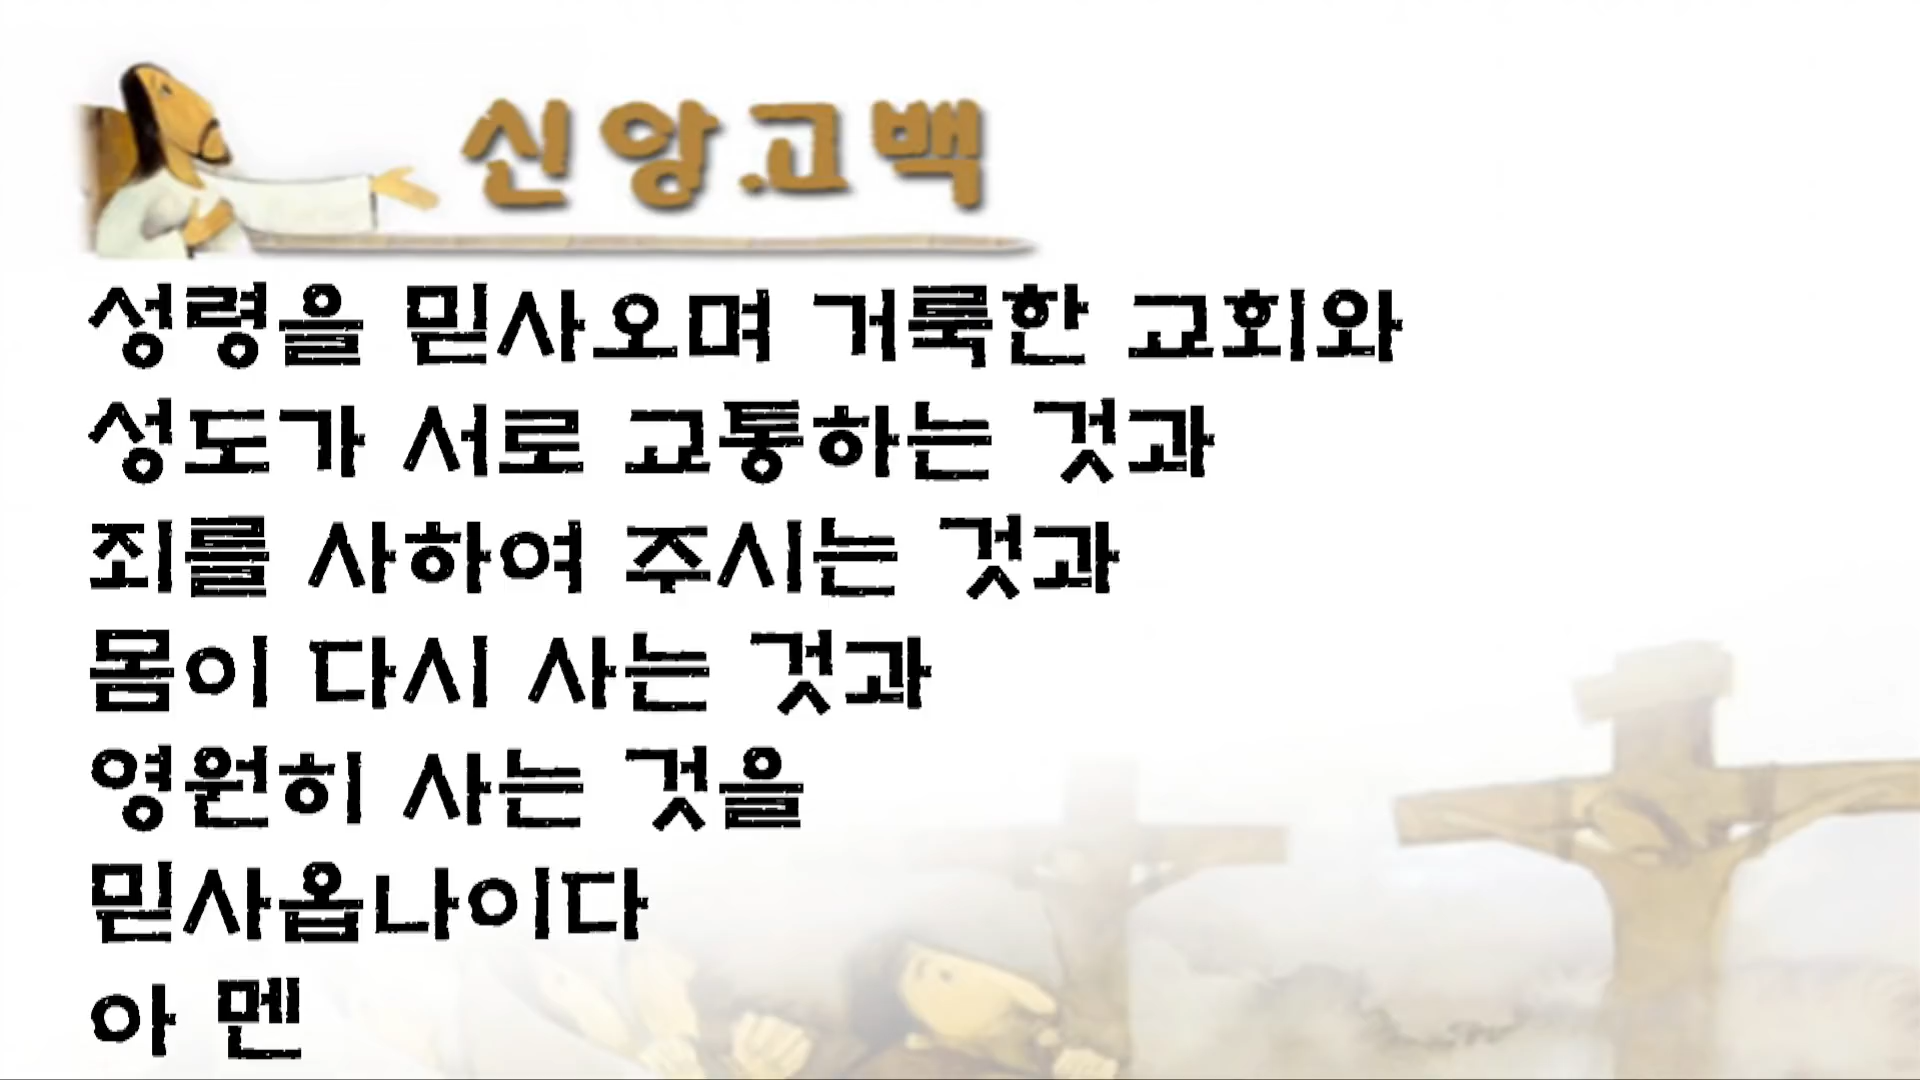 신앙고백
성령을 믿사오며 거룩한 교회와
성도가 서로 교통하는 것과
죄를 사하여 주시는 것과
몸이 다시 사는 것과
영원히 사는 것을
믿사옵나이다
아 멘